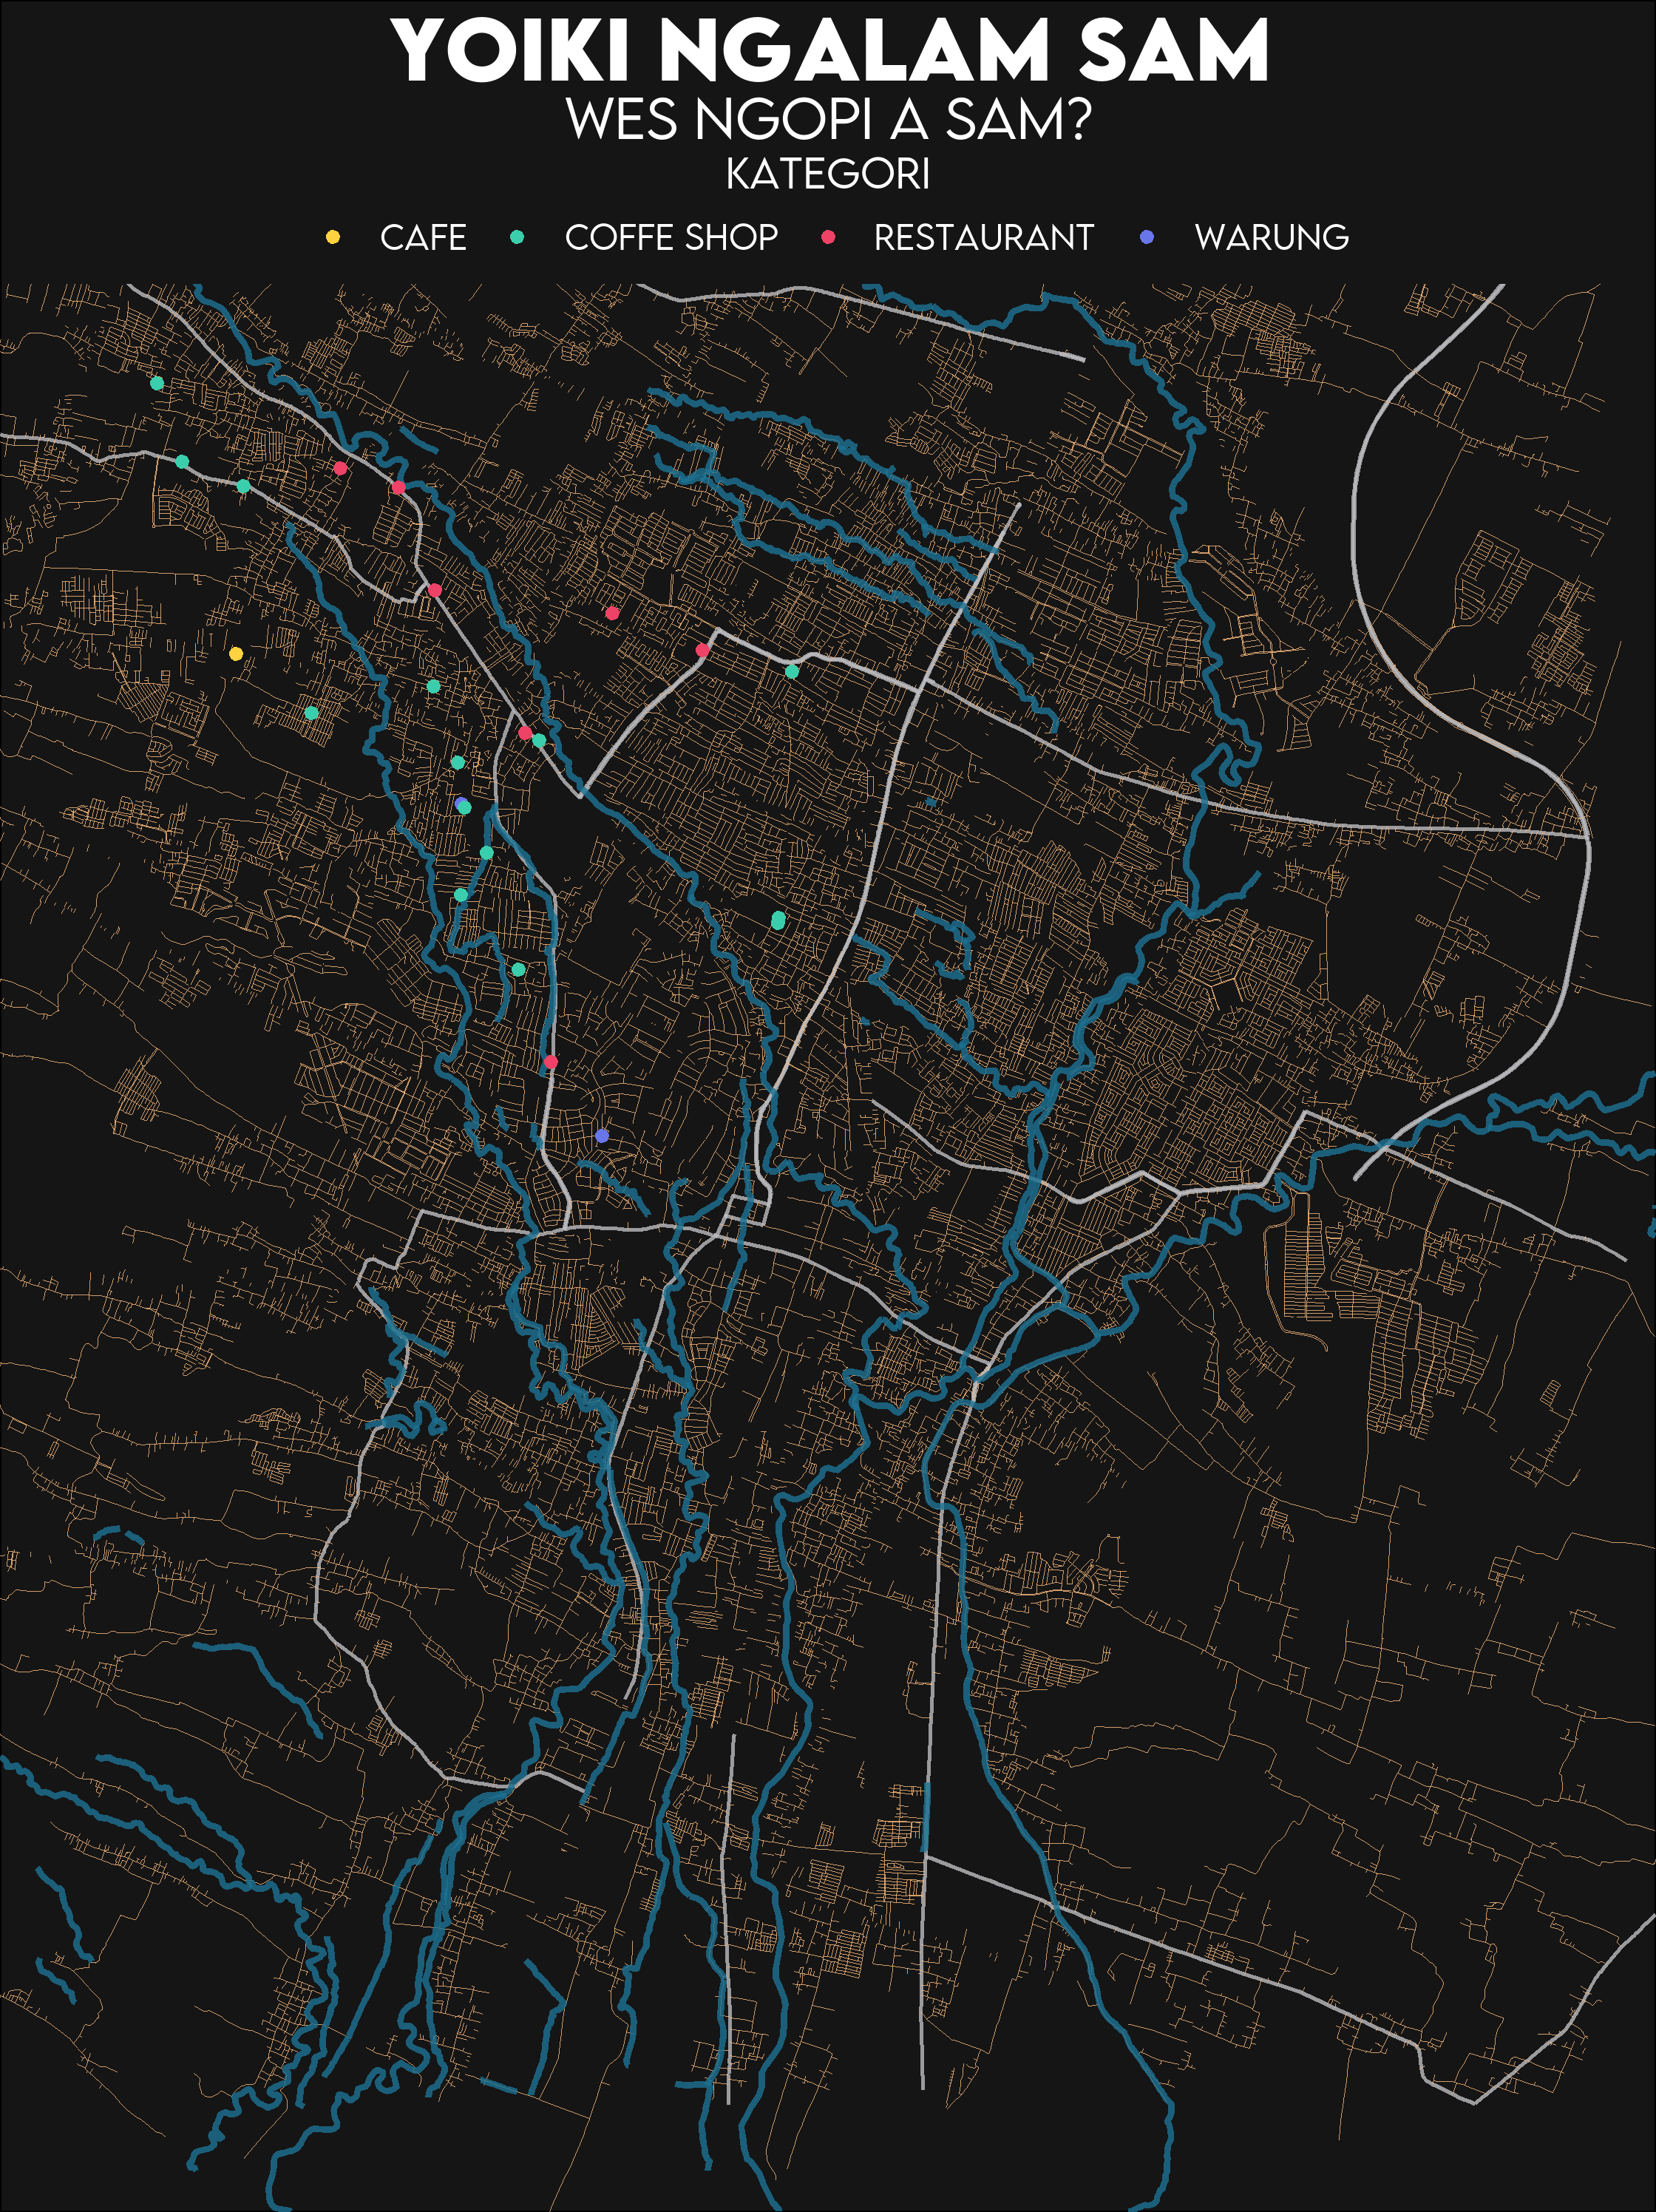 YOIKI NGALAM SAM
WES NGOPI A SAM?
KATEGORI
CAFE COFFE SHOP RESTAURANT WARUNG